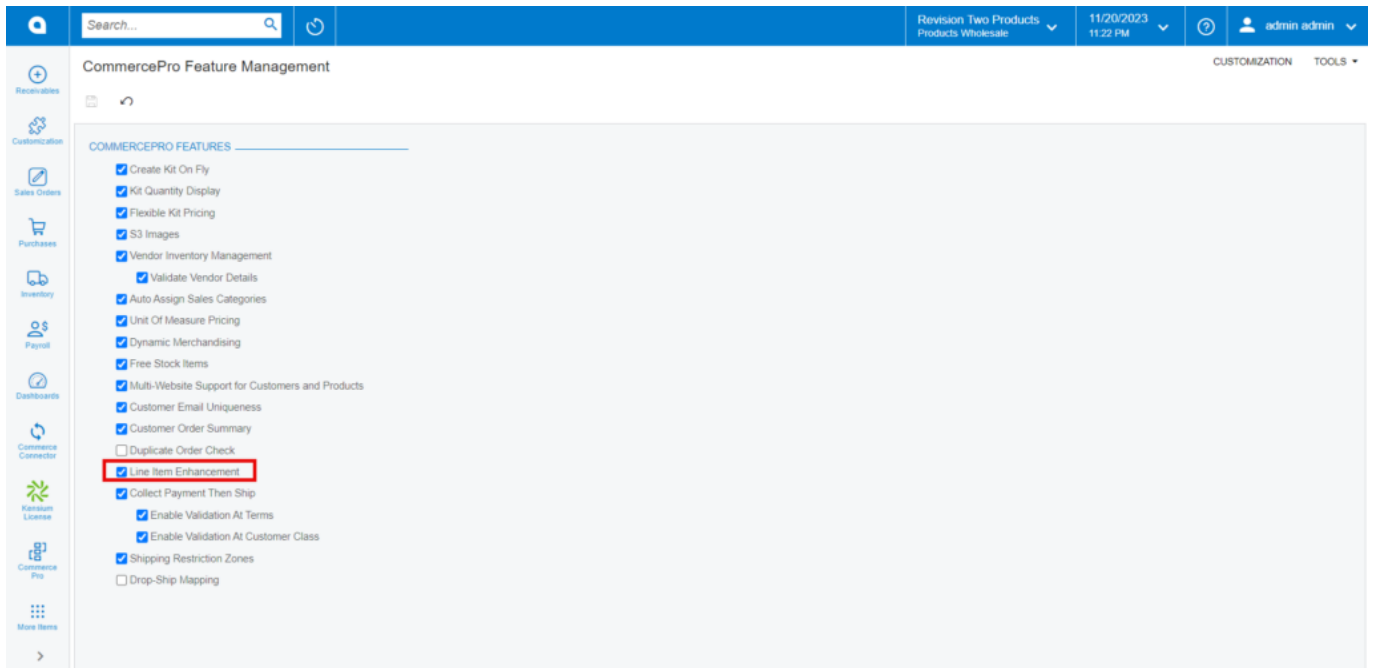 Search...
Revision Two Products
Products Wholesale
11/20/2023
11:22 PM
admin admin
CommercePro Feature Management
CUSTOMIZATION TOOLS
Receivables
Customization
Sales Orders
Purchases
Inventory
Payroll
Dashboards
Commerce
Connector
Kensium
License
Commerce
Pro
More Items
COMMERCEPRO FEATURES
Create Kit On Fly
Kit Quantity Display
Flexible Kit Pricing
S3 Images
Vendor Inventory Management
Validate Vendor Details
Auto Assign Sales Categories
Unit Of Measure Pricing
Dynamic Merchandising
Free Stock Items
Multi-Website Support for Customers and Products
Customer Email Uniqueness
Customer Order Summary
Duplicate Order Check
Line Item Enhancement
Collect Payment Then Ship
Enable Validation At Terms
Enable Validation At Customer Class
Shipping Restriction Zones
Drop-Ship Mapping